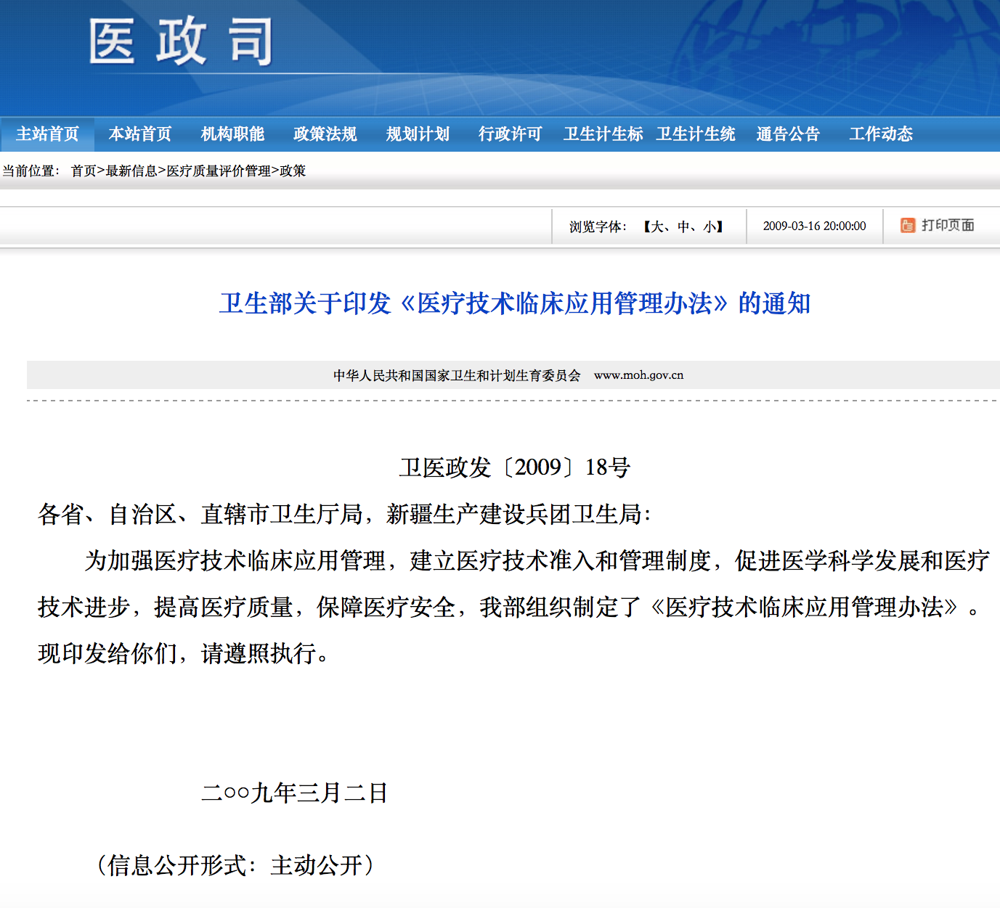 医政司
主站首页 本站首页 机构职能 政策法规 规划计划 行政许可 卫生计生标 卫生计生统 通告公告 工作动态
当前位置： 首页>最新信息>医疗质量评价管理>政策
浏览字体： 【大、中、小】 2009-03-16 20:00:00 打印页面
卫生部关于印发《医疗技术临床应用管理办法》的通知
中华人民共和国国家卫生和计划生育委员会 www.moh.gov.cn
卫医政发〔2009〕18号
各省、自治区、直辖市卫生厅局，新疆生产建设兵团卫生局：
为加强医疗技术临床应用管理，建立医疗技术准入和管理制度，促进医学科学发展和医疗
技术进步，提高医疗质量，保障医疗安全，我部组织制定了《医疗技术临床应用管理办法》。
现印发给你们，请遵照执行。
二○○九年三月二日
（信息公开形式：主动公开）